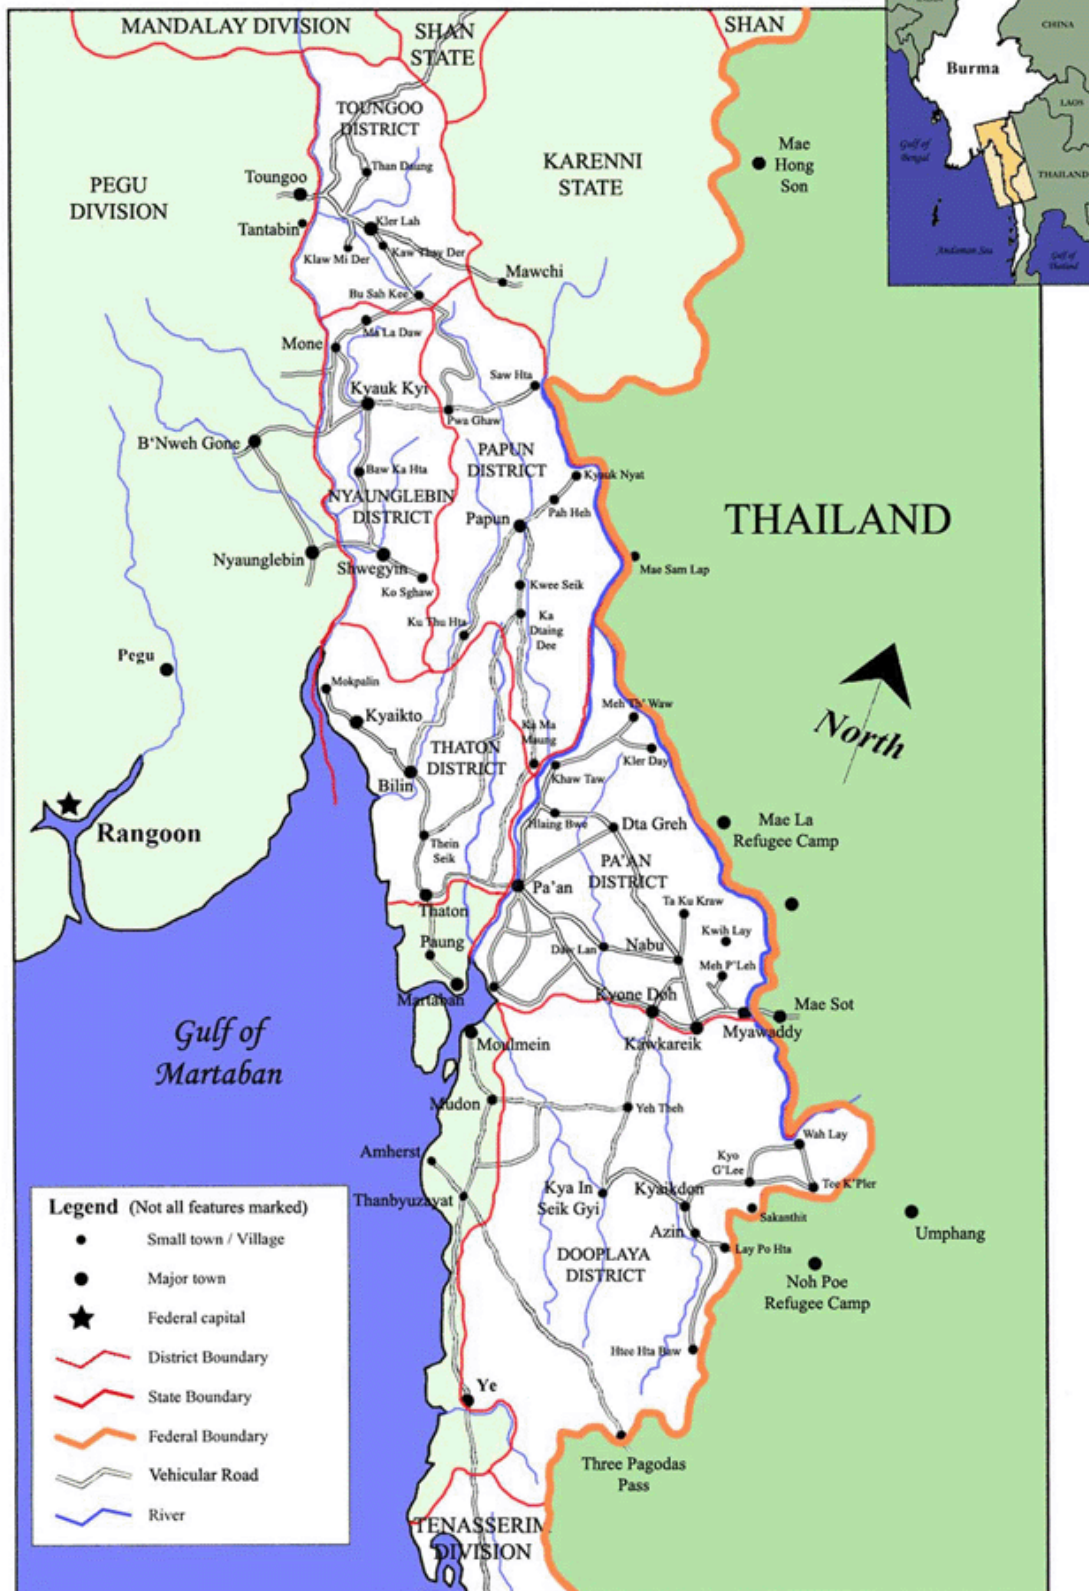 MANDALAY DIVISION
SHAN
STATE
SHAN
CHINA
Burma
LAOS
Gulf of
Bengal
THAILAND
Andaman Sea
Gulf of
Thailand
TOUNGOO
DISTRICT
Mae
Hong
Son
KARENNI
STATE
PEGU
DIVISION
Than Daung
Toungoo
Tantabin
Kler Lah
Klaw Mi Der
Kaw Thay Der
Mawchi
Bu Sah Kee
Ma La Daw
Mone
Saw Hta
Kyauk Kyi
Pwa Ghaw
B'Nweh Gone
PAPUN
DISTRICT
Baw Ka Hta
Kyauk Nyat
NYAUNGLEBIN
DISTRICT
Pah Heh
Papun
THAILAND
Nyaunglebin
Shwegyin
Mae Sam Lap
Ko Sghaw
Kwee Seik
Ku Thu Hta
Ka
Dtaing
Dee
Pegu
Mokpalin
Kyaikto
Meh Th' Waw
North
Ka Ma
Maung
THATON
DISTRICT
Kler Day
Bilin
Khaw Taw
Rangoon
Hlaing Bwe
Dta Greh
Mae La
Refugee Camp
Thein
Seik
PA'AN
DISTRICT
Pa'an
Ta Ku Kraw
Thaton
Kwih Lay
Paung
Daw Lan
Nabu
Meh P'Leh
Martaban
Kyone Doh
Mae Sot
Gulf of
Martaban
Moulmein
Kawkareik
Myawaddy
Mudon
Yeh Theh
Wah Lay
Amherst
Kyo
G'Lee
Thanbyuzayat
Kya In
Seik Gyi
Kyaikdon
Tee K'Pler
Sakanthit
Umphang
Azin
Lay Po Hta
DOOPLAYA
DISTRICT
Noh Poe
Refugee Camp
Htee Hta Baw
Ye
Three Pagodas
Pass
TENASSERIM
DIVISION
Legend (Not all features marked)
Small town / Village
Major town
Federal capital
District Boundary
State Boundary
Federal Boundary
Vehicular Road
River